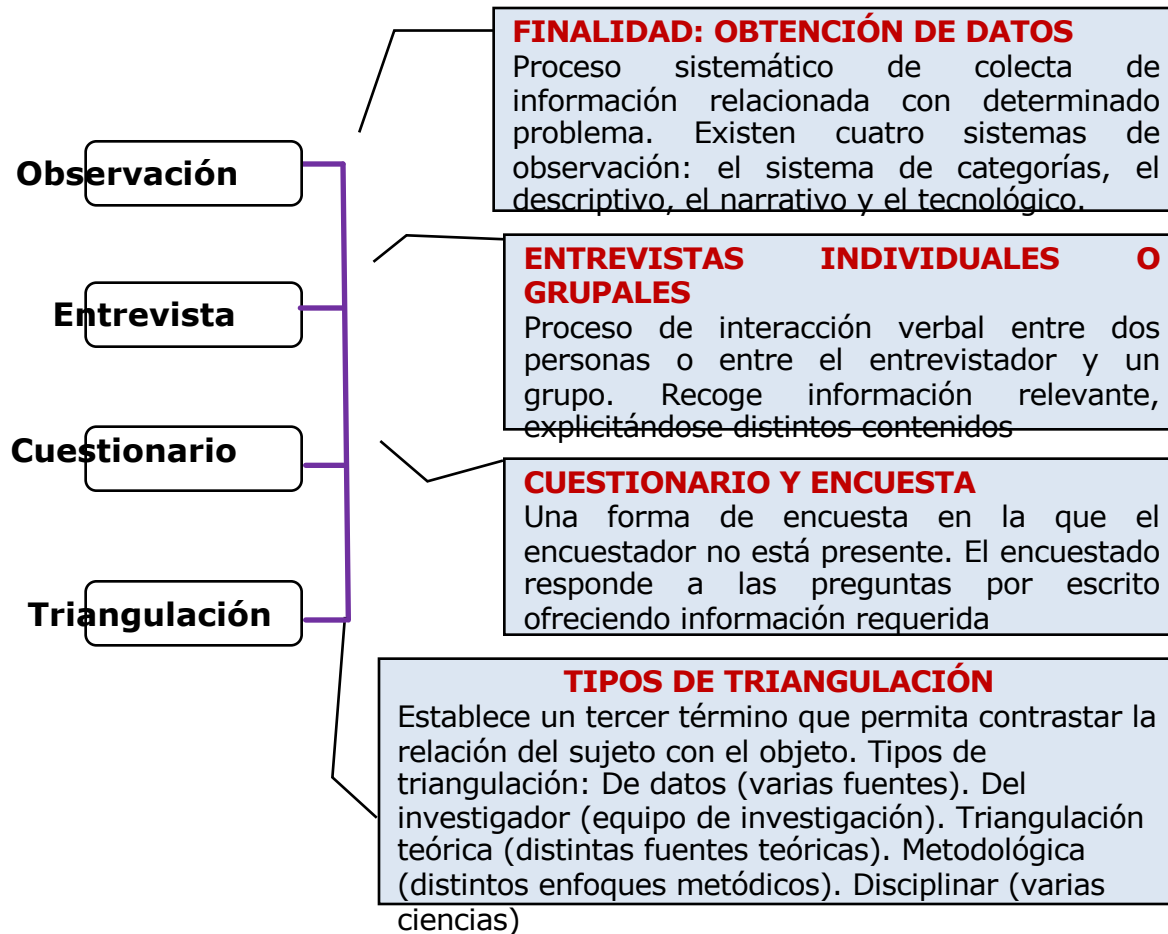 Observación
FINALIDAD: OBTENCIÓN DE DATOS
Proceso sistemático de colecta de
información relacionada con determinado
problema. Existen cuatro sistemas de
observación: el sistema de categorías, el
descriptivo, el narrativo y el tecnológico.
Entrevista
ENTREVISTAS INDIVIDUALES O
GRUPALES
Proceso de interacción verbal entre dos
personas o entre el entrevistador y un
grupo. Recoge información relevante,
explicitándose distintos contenidos
Cuestionario
CUESTIONARIO Y ENCUESTA
Una forma de encuesta en la que el
encuestador no está presente. El encuestado
responde a las preguntas por escrito
ofreciendo información requerida
Triangulación
TIPOS DE TRIANGULACIÓN
Establece un tercer término que permita contrastar la
relación del sujeto con el objeto. Tipos de
triangulación: De datos (varias fuentes). Del
investigador (equipo de investigación). Triangulación
teórica (distintas fuentes teóricas). Metodológica
(distintos enfoques metódicos). Disciplinar (varias
ciencias)